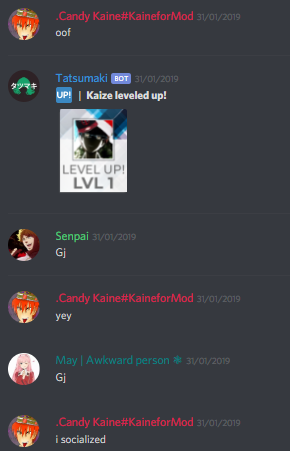 .Candy Kaine#KaineforMod 31/01/2019
oof
タツマキ
Tatsumaki BOT 31/01/2019
UP! | Kaize leveled up!
LEVEL UP!
LVL 1
Senpai 31/01/2019
Gj
.Candy Kaine#KaineforMod 31/01/2019
yey
May | Awkward person ⚛ 31/01/2019
Gj
.Candy Kaine#KaineforMod 31/01/2019
i socialized